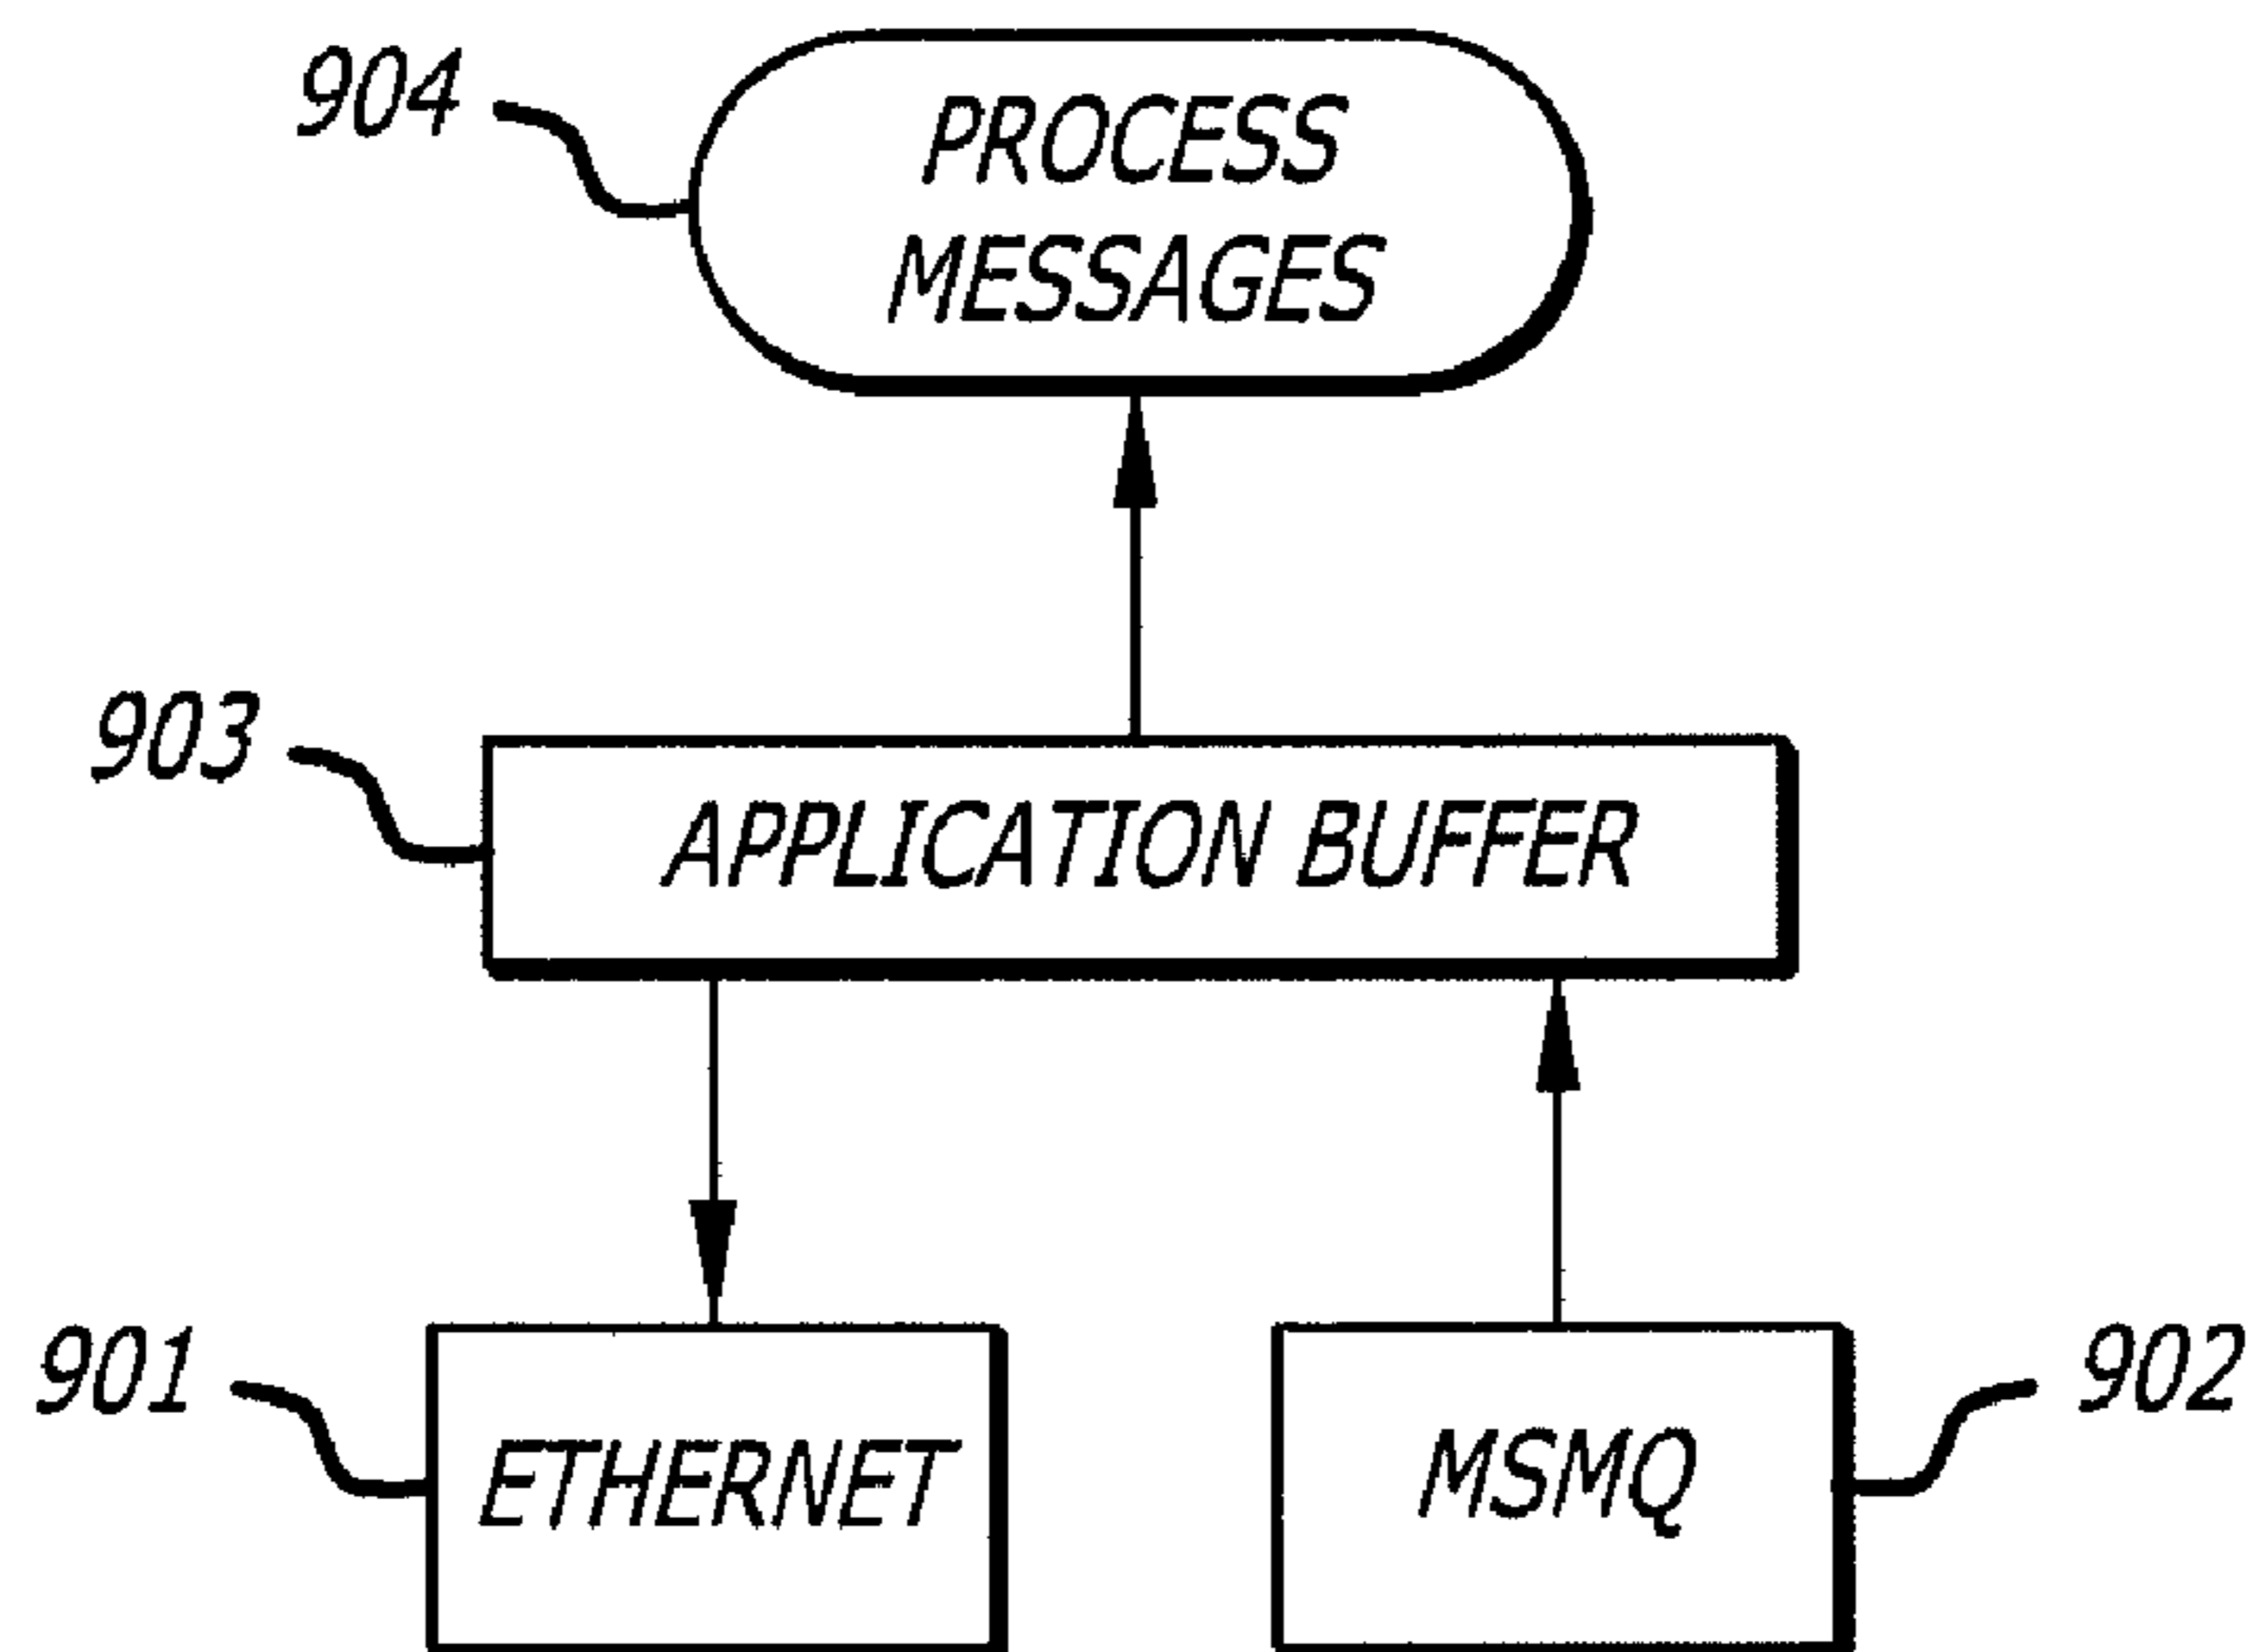 904
PROCESS
MESSAGES
903
APPLICATION BUFFER
901
ETHERNET
MSMQ
902